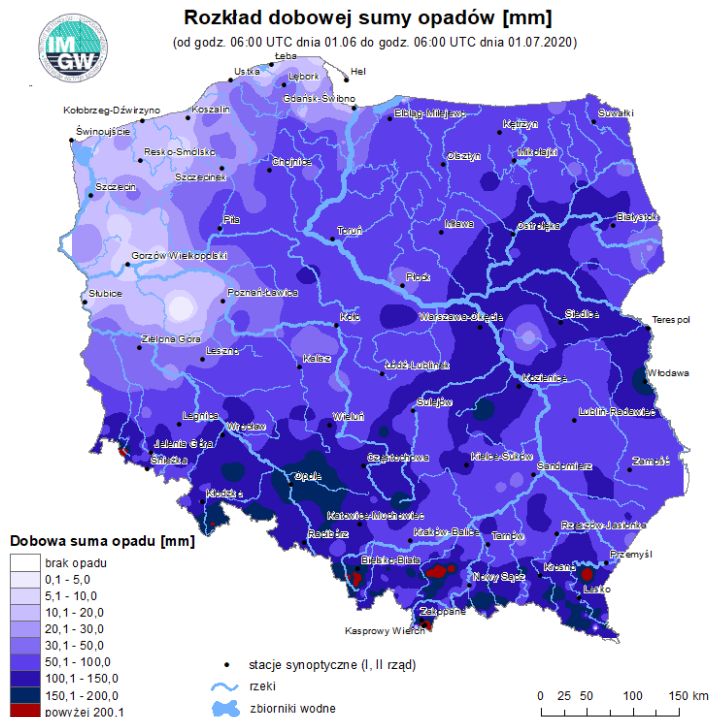 Rozkład dobowej sumy opadów [mm]
(od godz. 06:00 UTC dnia 01.06 do godz. 06:00 UTC dnia 01.07.2020)
IM
GW
Łeba
Ustka
Lębork
Hel
Gdańsk-Świbno
Kołobrzeg-Dźwirzyno
Koszalin
Elbląg-Milejewo
Suwałki
Kętrzyn
Świnoujście
Resko-Smólsko
Chojnice
Olsztyn
Mikołajki
Szczecinek
Szczecin
Piła
Toruń
Mława
Ostrołęka
Białystok
Gorzów Wielkopolski
Płock
Słubice
Poznań-Ławica
Koło
Warszawa-Okęcie
Siedlce
Terespol
Zielona Góra
Leszno
Kalisz
Łódź Lublinek
Kozienice
Włodawa
Sulejów
Legnica
Wrocław
Wieluń
Lublin-Radawiec
Jelenia Góra
Śnieżka
Częstochowa
Kielce-Suków
Sandomierz
Zamość
Opole
Kłodzko
Katowice-Muchowiec
Racibórz
Kraków-Balice
Tarnów
Rzeszów-Jasionka
Przemyśl
Bielsko-Biała
Nowy Sącz
Krosno
Lesko
Zakopane
Kasprowy Wierch
Dobowa suma opadu [mm]
brak opadu
0,1 - 5,0
5,1 - 10,0
10,1 - 20,0
20,1 - 30,0
30,1 - 50,0
50,1 - 100,0
100,1 - 150,0
150,1 - 200,0
powyżej 200,1
stacje synoptyczne (I, II rząd)
rzeki
zbiorniki wodne
0 25 50 100 150 km